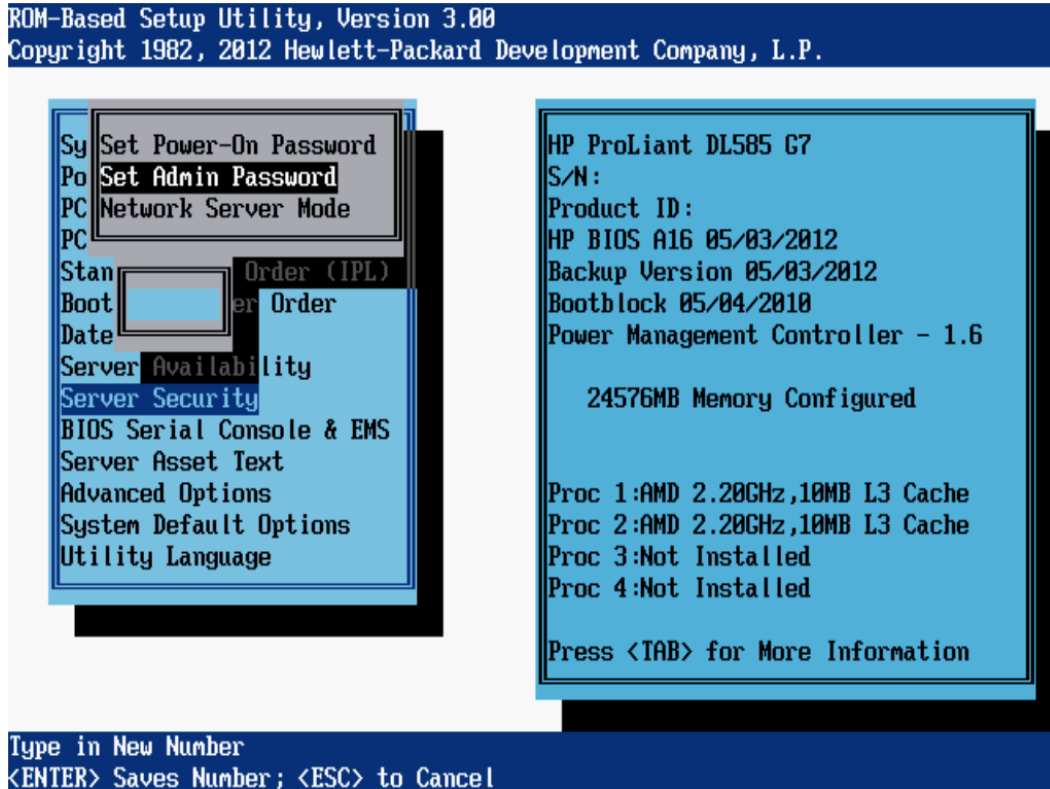 ROM-Based Setup Utility, Version 3.00
Copyright 1982, 2012 Hewlett-Packard Development Company, L.P.
Sy
Po
PC
PC
Stan Order (IPL)
Boot er Order
Date
Server Availability
Server Security
BIOS Serial Console & EMS
Server Asset Text
Advanced Options
System Default Options
Utility Language
Set Power-On Password
Set Admin Password
Network Server Mode
HP ProLiant DL585 G7
S/N:
Product ID:
HP BIOS A16 05/03/2012
Backup Version 05/03/2012
Bootblock 05/04/2010
Power Management Controller - 1.6
24576MB Memory Configured
Proc 1:AMD 2.20GHz,10MB L3 Cache
Proc 2:AMD 2.20GHz,10MB L3 Cache
Proc 3:Not Installed
Proc 4:Not Installed
Press <TAB> for More Information
Type in New Number
<ENTER> Saves Number; <ESC> to Cancel